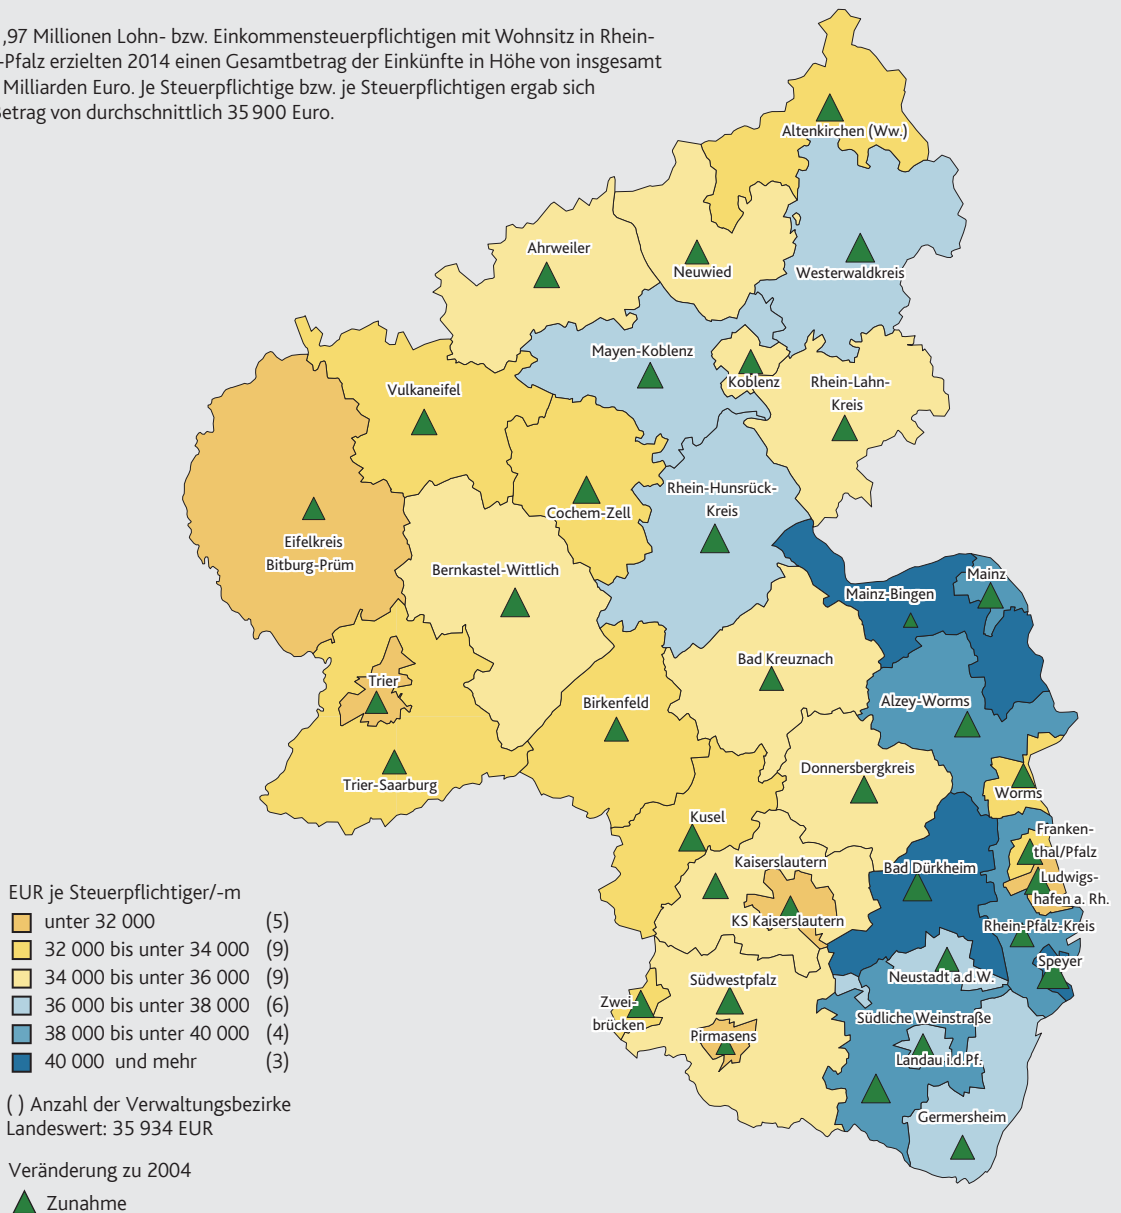 ,97 Millionen Lohn- bzw. Einkommensteuerpflichtigen mit Wohnsitz in Rhein-
-Pfalz erzielten 2014 einen Gesamtbetrag der Einkünfte in Höhe von insgesamt
Milliarden Euro. Je Steuerpflichtige bzw. je Steuerpflichtigen ergab sich
etrag von durchschnittlich 35 900 Euro.
Altenkirchen (Ww.)
Ahrweiler
Neuwied
Westerwaldkreis
Mayen-Koblenz
Koblenz
Rhein-Lahn-
Kreis
Vulkaneifel
Cochem-Zell
Rhein-Hunsrück-
Kreis
Eifelkreis
Bitburg-Prüm
Bernkastel-Wittlich
Mainz
Mainz-Bingen
Bad Kreuznach
Trier
Birkenfeld
Alzey-Worms
Trier-Saarburg
Donnersbergkreis
Worms
Kusel
Franken-
thal/Pfalz
Kaiserslautern
Bad Dürkheim
Ludwigs-
hafen a. Rh.
KS Kaiserslautern
Rhein-Pfalz-Kreis
Speyer
Neustadt a.d.W.
Südwestpfalz
Zwei-
brücken
Südliche Weinstraße
Pirmasens
Landau i.d.Pf.
Germersheim
EUR je Steuerpflichtiger/-m
unter 32 000 (5)
32 000 bis unter 34 000 (9)
34 000 bis unter 36 000 (9)
36 000 bis unter 38 000 (6)
38 000 bis unter 40 000 (4)
40 000 und mehr (3)
( ) Anzahl der Verwaltungsbezirke
Landeswert: 35 934 EUR
Veränderung zu 2004
Zunahme